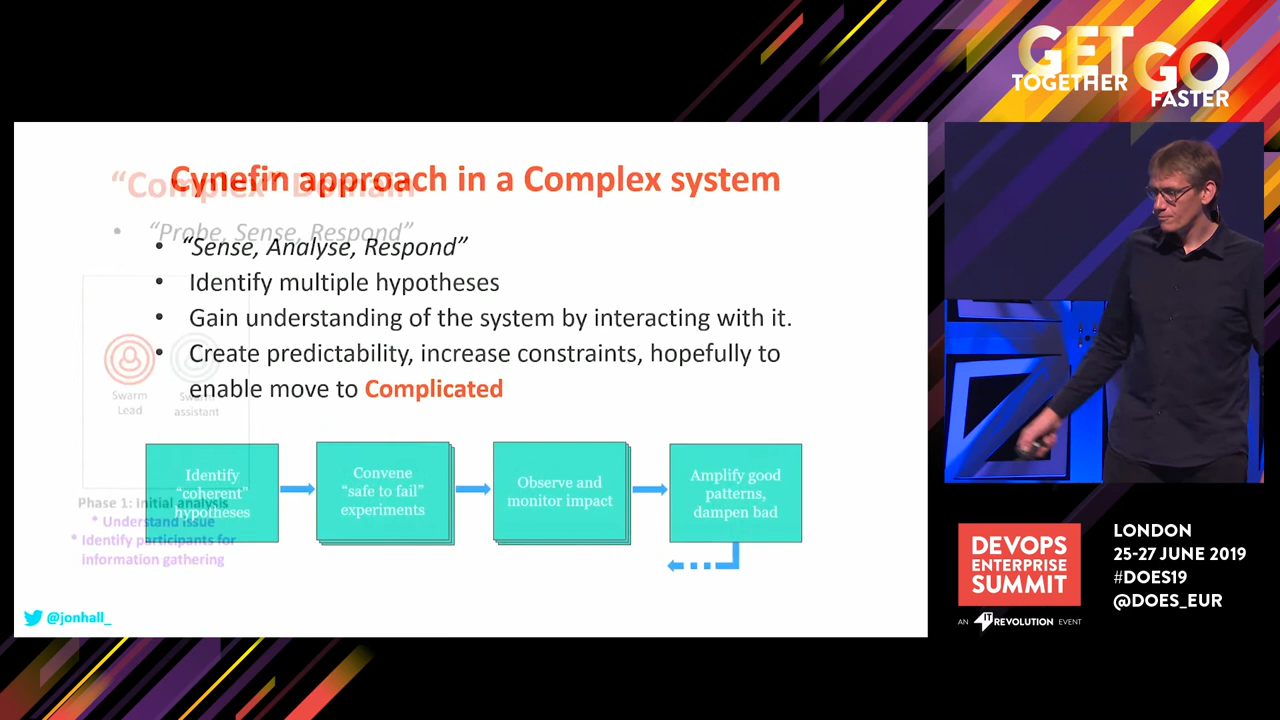 GET
TOGETHER GO
FASTER
Cynefin approach in a Complex system
“Complex” Domain
• “Probe, Sense, Respond”
• “Sense, Analyse, Respond”
• Identify multiple hypotheses
• Gain understanding of the system by interacting with it.
• Create predictability, increase constraints, hopefully to
enable move to Complicated
Swarm
Lead
Swarm
assistant
Identify
“coherent”
hypotheses
Convene
“safe to fail”
experiments
Observe and
monitor impact
Amplify good
patterns,
dampen bad
Phase 1: Initial analysis
* Understand issue
* Identify participants for
information gathering
@jonhall_
DEVOPS
ENTERPRISE
SUMMIT
AN IT REVOLUTION EVENT
LONDON
25-27 JUNE 2019
#DOES19
@DOES_EUR